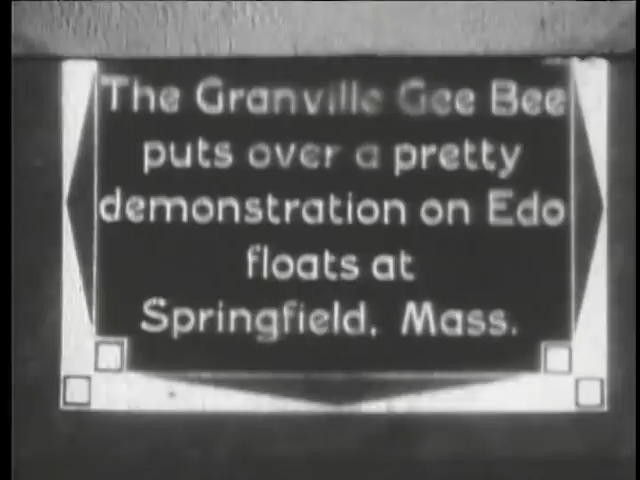 The Granville Gee Bee
puts over a pretty
demonstration on Edo
floats at
Springfield, Mass.